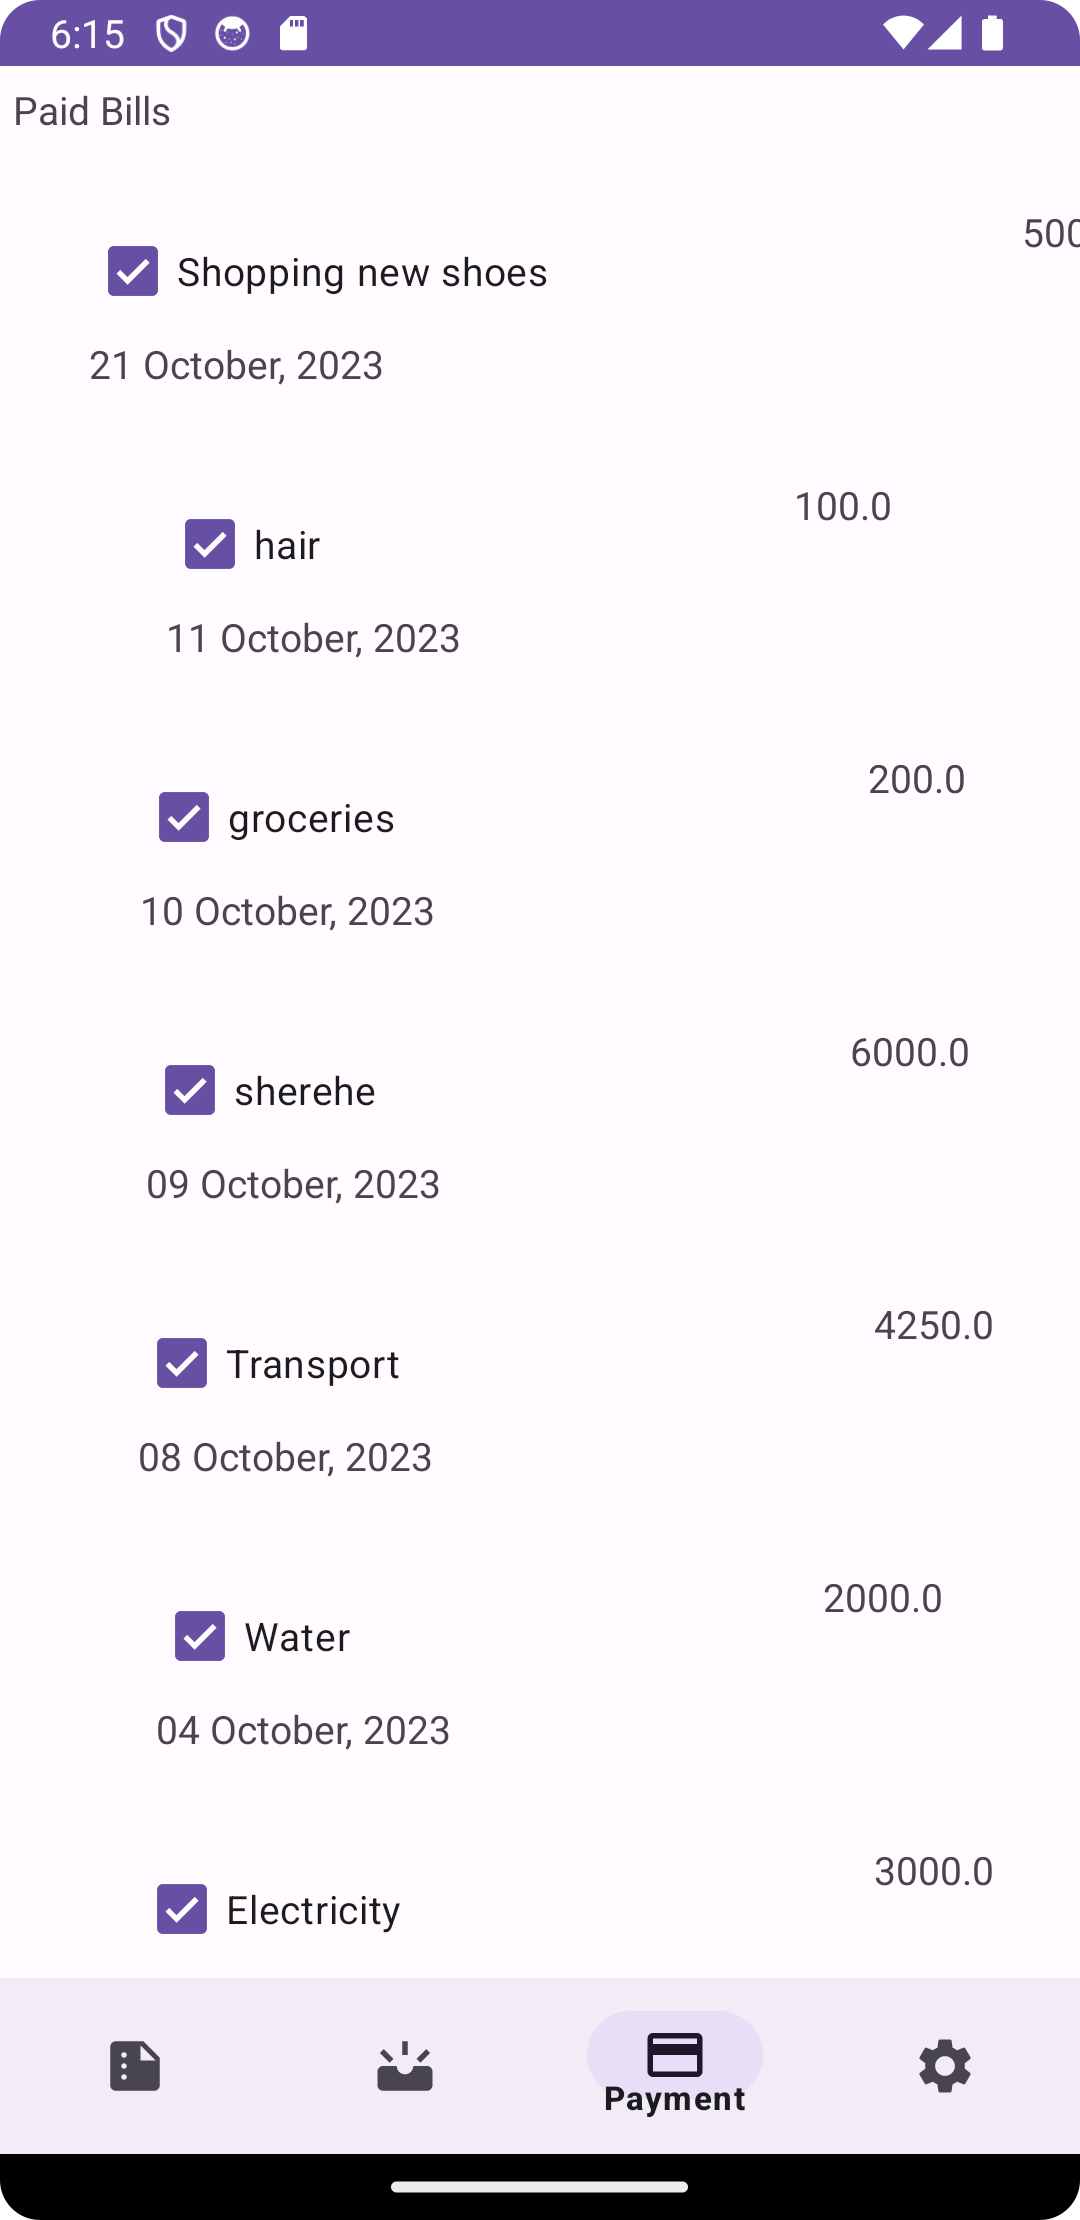 6:15
Paid Bills
Shopping new shoes
21 October, 2023
hair
100.0
11 October, 2023
groceries
200.0
10 October, 2023
sherehe
6000.0
09 October, 2023
Transport
4250.0
08 October, 2023
Water
2000.0
04 October, 2023
Electricity
3000.0
Payment